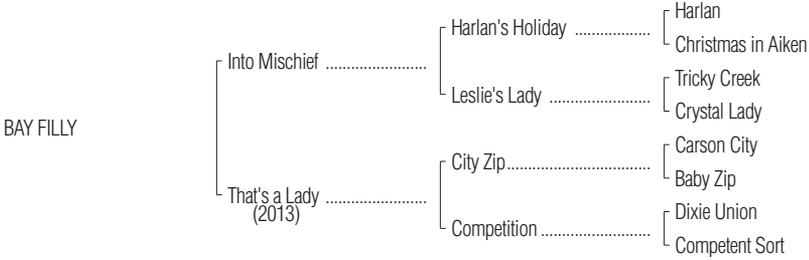 Harlan
Harlan's Holiday ..................
Christmas in Aiken
Into Mischief ........................
Tricky Creek
Leslie's Lady ........................
Crystal Lady
BAY FILLY
Carson City
City Zip..................................
Baby Zip
That's a Lady ........................
(2013)
Dixie Union
Competition ..........................
Competent Sort